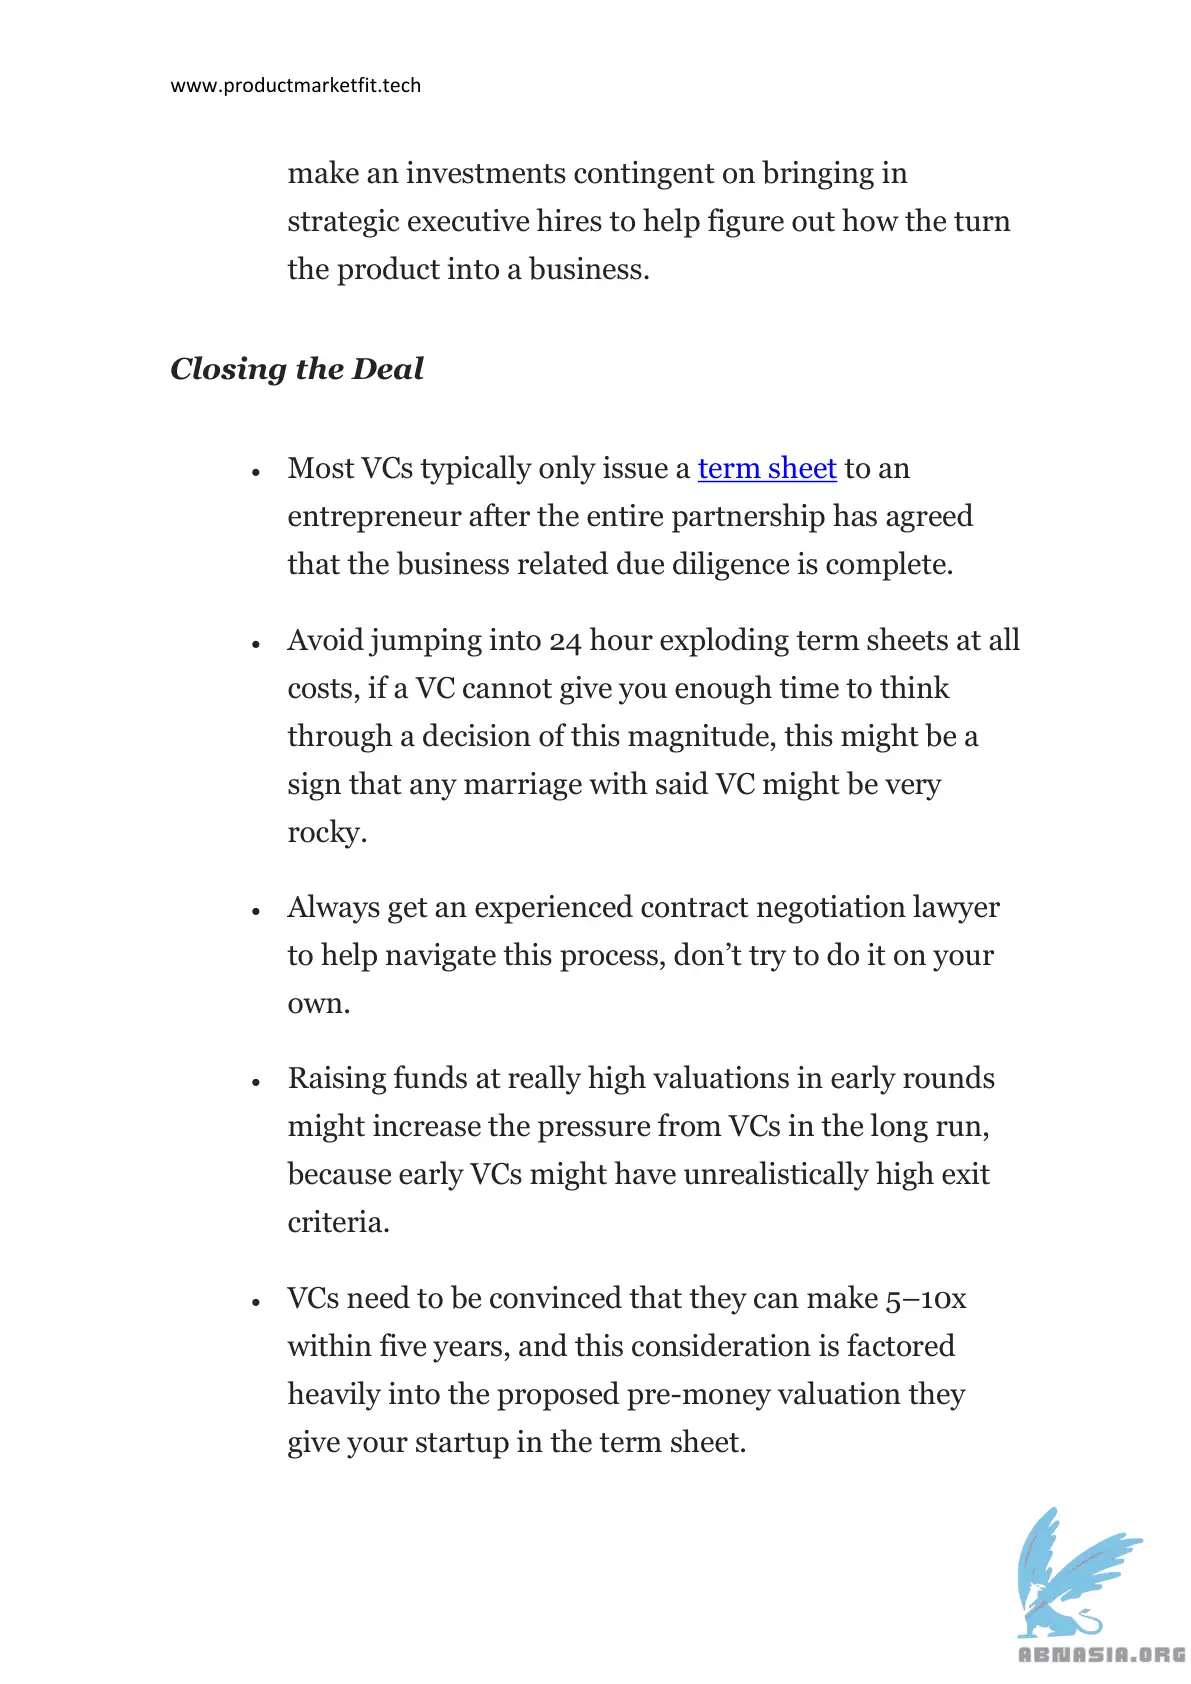 www.productmarketfit.tech
make an investments contingent on bringing in
strategic executive hires to help figure out how the turn
the product into a business.
Closing the Deal
• Most VCs typically only issue a term sheet to an
entrepreneur after the entire partnership has agreed
that the business related due diligence is complete.
• Avoid jumping into 24 hour exploding term sheets at all
costs, if a VC cannot give you enough time to think
through a decision of this magnitude, this might be a
sign that any marriage with said VC might be very
rocky.
• Always get an experienced contract negotiation lawyer
to help navigate this process, don’t try to do it on your
own.
• Raising funds at really high valuations in early rounds
might increase the pressure from VCs in the long run,
because early VCs might have unrealistically high exit
criteria.
• VCs need to be convinced that they can make 5–10x
within five years, and this consideration is factored
heavily into the proposed pre-money valuation they
give your startup in the term sheet.
ABNASIA.ORG